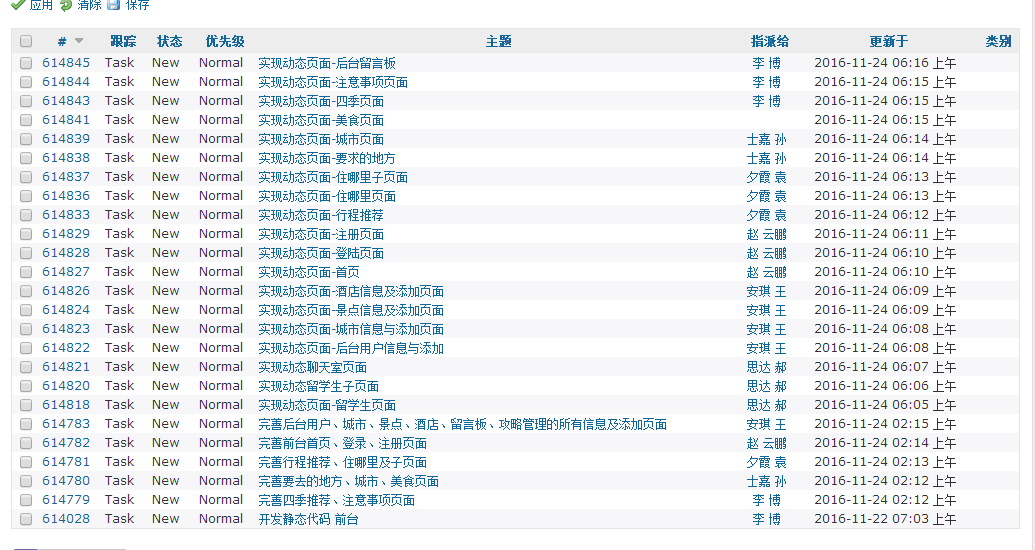 应用 清除 保存
# 跟踪 状态 优先级 主题 指派给 更新于 类别
614845 Task New Normal 实现动态页面-后台留言板 李 博 2016-11-24 06:16 上午
614844 Task New Normal 实现动态页面-注意事项页面 李 博 2016-11-24 06:15 上午
614843 Task New Normal 实现动态页面-四季页面 李 博 2016-11-24 06:15 上午
614841 Task New Normal 实现动态页面-美食页面 2016-11-24 06:15 上午
614839 Task New Normal 实现动态页面-城市页面 士嘉 孙 2016-11-24 06:14 上午
614838 Task New Normal 实现动态页面-要求的地方 士嘉 孙 2016-11-24 06:14 上午
614837 Task New Normal 实现动态页面-住哪里子页面 夕霞 袁 2016-11-24 06:13 上午
614836 Task New Normal 实现动态页面-住哪里页面 夕霞 袁 2016-11-24 06:13 上午
614833 Task New Normal 实现动态页面-行程推荐 夕霞 袁 2016-11-24 06:12 上午
614829 Task New Normal 实现动态页面-注册页面 赵 云鹏 2016-11-24 06:11 上午
614828 Task New Normal 实现动态页面-登陆页面 赵 云鹏 2016-11-24 06:10 上午
614827 Task New Normal 实现动态页面-首页 赵 云鹏 2016-11-24 06:10 上午
614826 Task New Normal 实现动态页面-酒店信息及添加页面 安琪 王 2016-11-24 06:09 上午
614824 Task New Normal 实现动态页面-景点信息及添加页面 安琪 王 2016-11-24 06:09 上午
614823 Task New Normal 实现动态页面-城市信息与添加页面 安琪 王 2016-11-24 06:08 上午
614822 Task New Normal 实现动态页面-后台用户信息与添加 安琪 王 2016-11-24 06:08 上午
614821 Task New Normal 实现动态聊天室页面 思达 郝 2016-11-24 06:07 上午
614820 Task New Normal 实现动态留学生子页面 思达 郝 2016-11-24 06:06 上午
614818 Task New Normal 实现动态页面-留学生页面 思达 郝 2016-11-24 06:05 上午
614783 Task New Normal 完善后台用户、城市、景点、酒店、留言板、攻略管理的所有信息及添加页面 安琪 王 2016-11-24 02:15 上午
614782 Task New Normal 完善前台首页、登录、注册页面 赵 云鹏 2016-11-24 02:14 上午
614781 Task New Normal 完善行程推荐、住哪里及子页面 夕霞 袁 2016-11-24 02:13 上午
614780 Task New Normal 完善要去的地方、城市、美食页面 士嘉 孙 2016-11-24 02:12 上午
614779 Task New Normal 完善四季推荐、注意事项页面 李 博 2016-11-24 02:12 上午
614028 Task New Normal 开发静态代码 前台 李 博 2016-11-22 07:03 上午